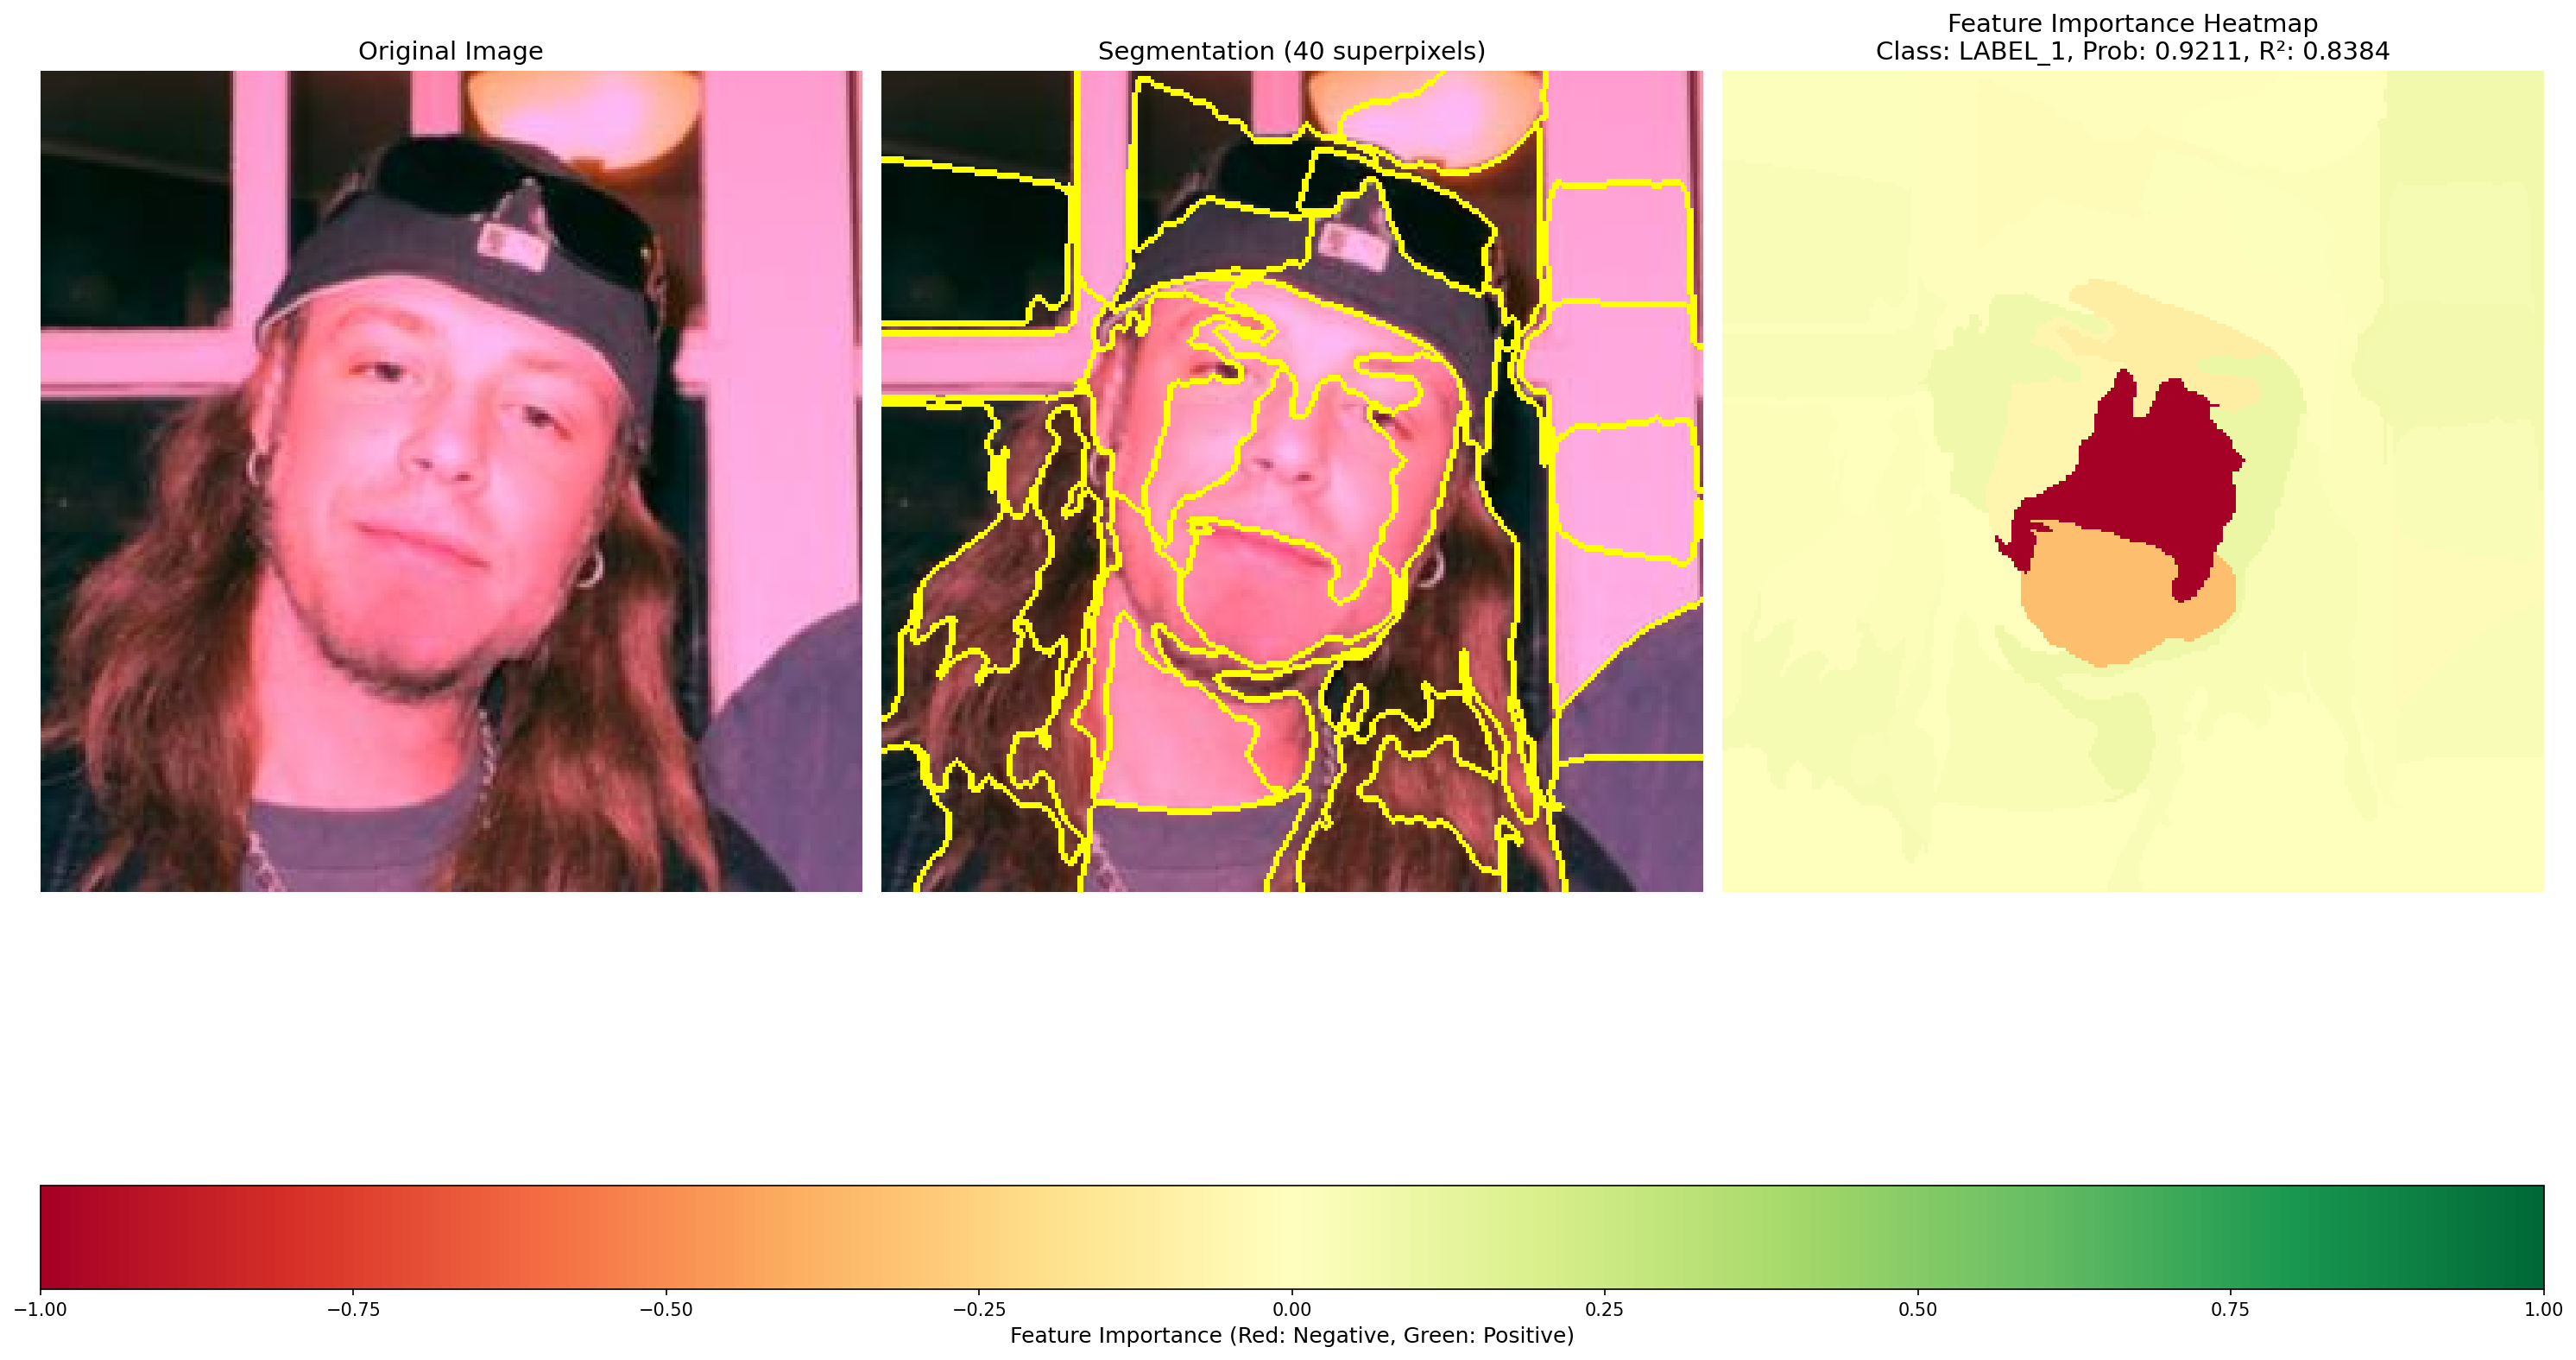 Original Image
Segmentation (40 superpixels)
Feature Importance Heatmap
Class: LABEL_1, Prob: 0.9211, R²: 0.8384
−1.00 −0.75 −0.50 −0.25 0.00 0.25 0.50 0.75 1.00
Feature Importance (Red: Negative, Green: Positive)